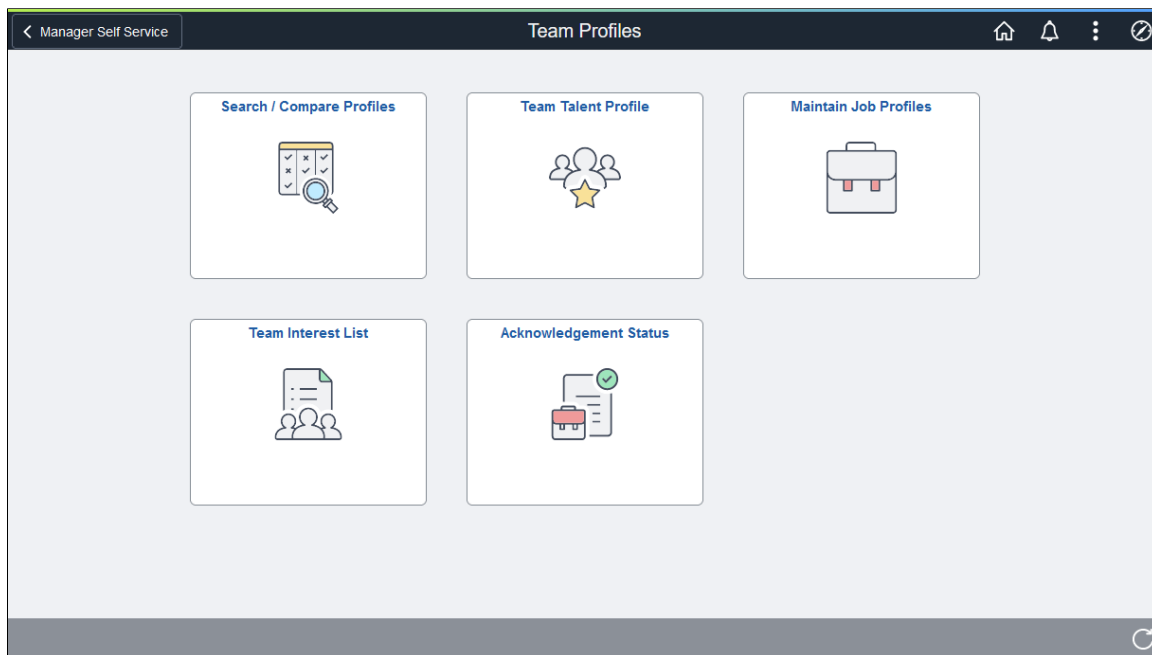 Manager Self Service
Team Profiles
Search / Compare Profiles
Team Talent Profile
Maintain Job Profiles
Team Interest List
Acknowledgement Status